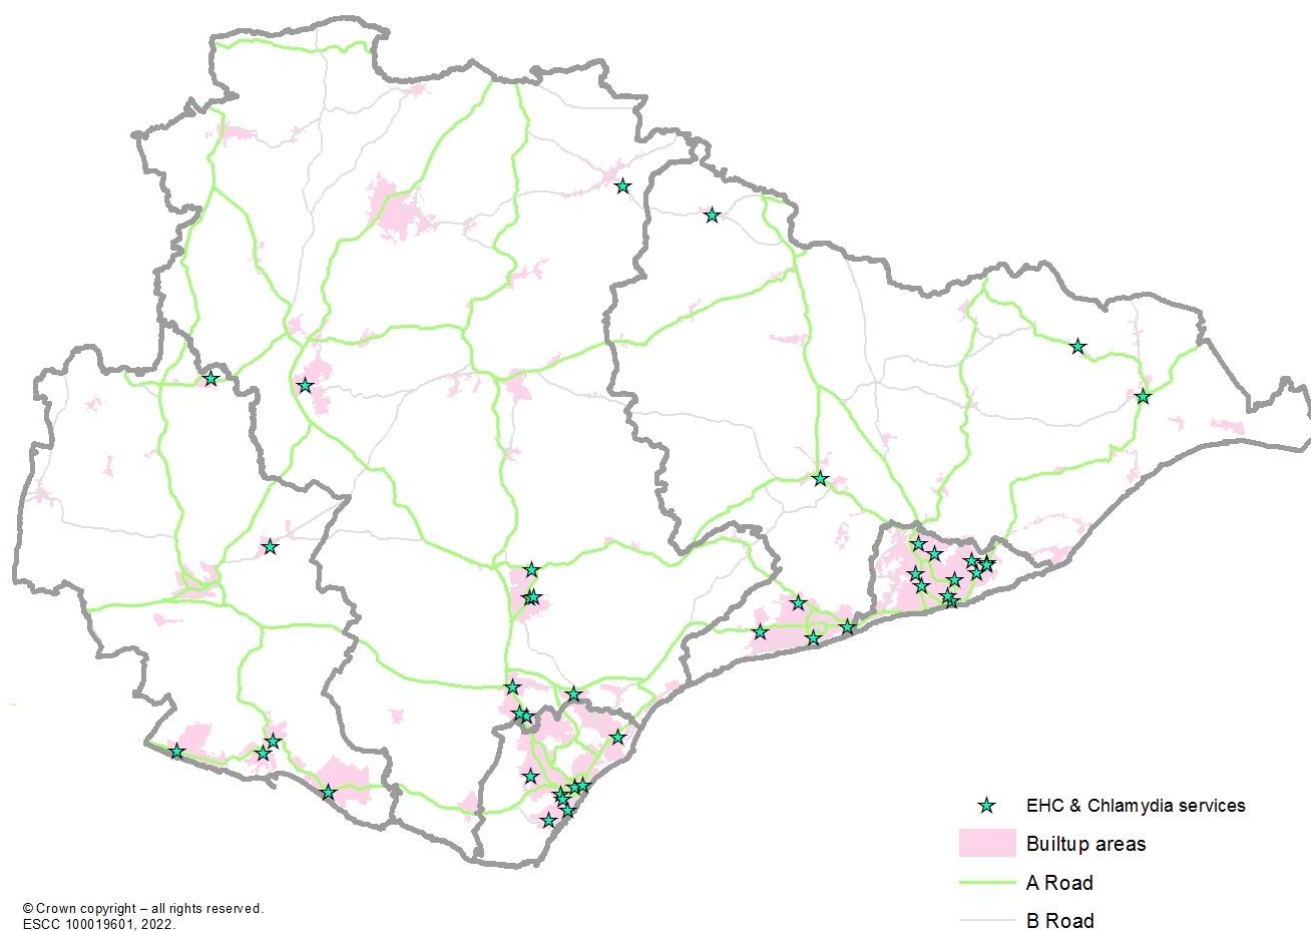 EHC & Chlamydia services
Builtup areas
A Road
B Road
© Crown copyright – all rights reserved.
ESCC 100019601, 2022.